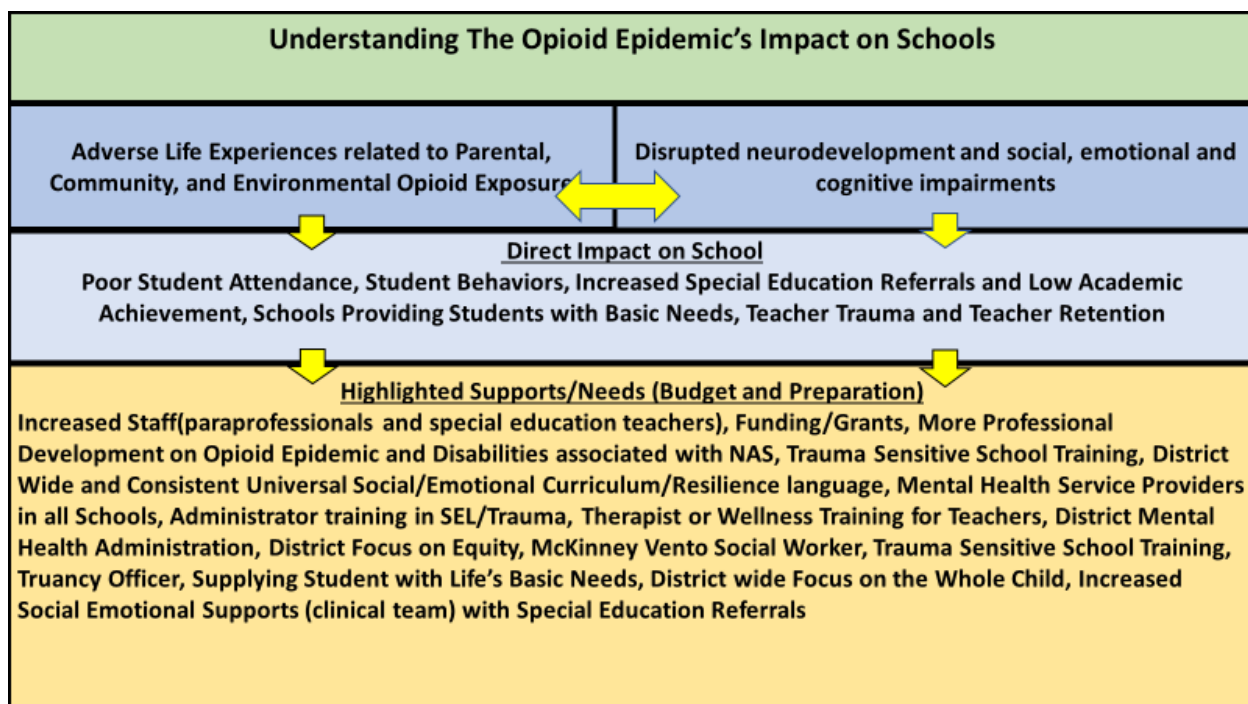 Understanding The Opioid Epidemic's Impact on Schools
Adverse Life Experiences related to Parental,
Community, and Environmental Opioid Exposure
Disrupted neurodevelopment and social, emotional and
cognitive impairments
Direct Impact on School
Poor Student Attendance, Student Behaviors, Increased Special Education Referrals and Low Academic
Achievement, Schools Providing Students with Basic Needs, Teacher Trauma and Teacher Retention
Highlighted Supports/Needs (Budget and Preparation)
Increased Staff(paraprofessionals and special education teachers), Funding/Grants, More Professional
Development on Opioid Epidemic and Disabilities associated with NAS, Trauma Sensitive School Training, District
Wide and Consistent Universal Social/Emotional Curriculum/Resilience language, Mental Health Service Providers
in all Schools, Administrator training in SEL/Trauma, Therapist or Wellness Training for Teachers, District Mental
Health Administration, District Focus on Equity, McKinney Vento Social Worker, Trauma Sensitive School Training,
Truancy Officer, Supplying Student with Life's Basic Needs, District wide Focus on the Whole Child, Increased
Social Emotional Supports (clinical team) with Special Education Referrals